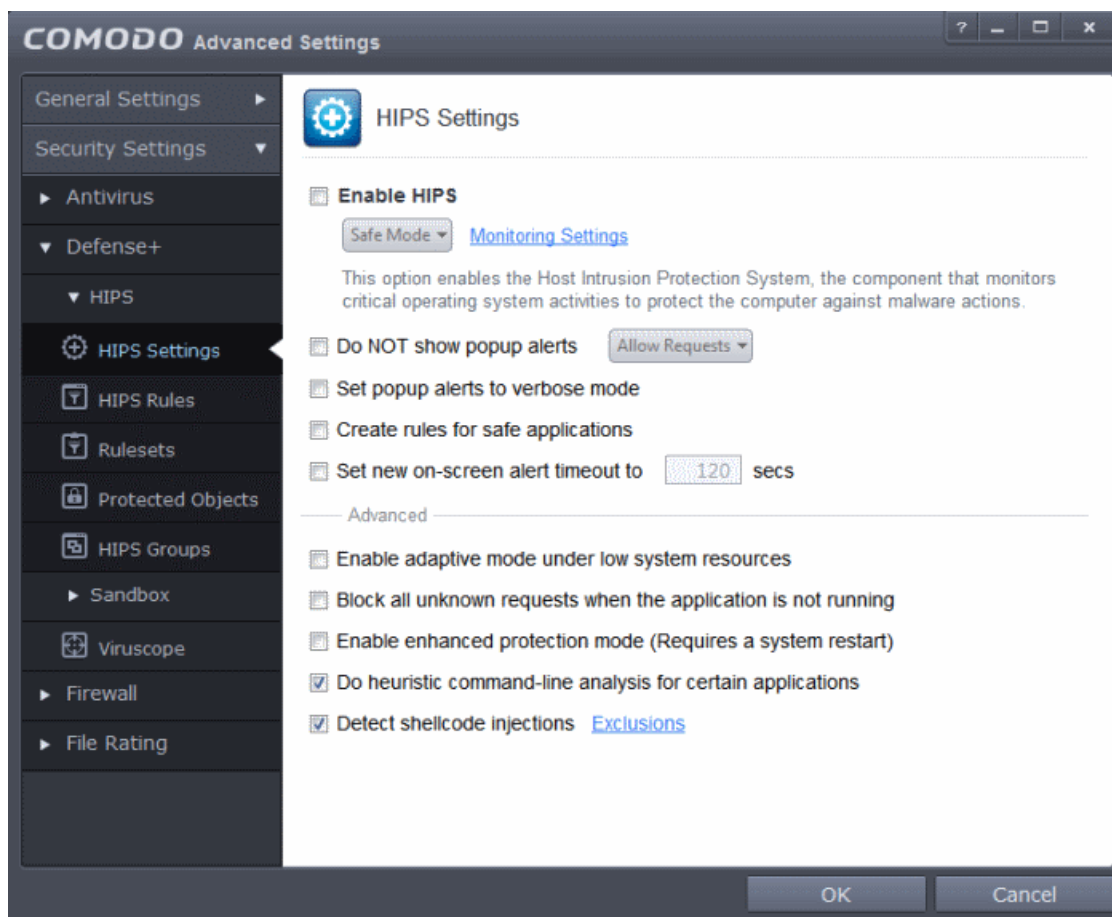 COMODO Advanced Settings
?
General Settings
Security Settings
Antivirus
Defense+
HIPS
HIPS Settings
HIPS Rules
Rulesets
Protected Objects
HIPS Groups
Sandbox
Viruscope
Firewall
File Rating
HIPS Settings
Enable HIPS
Safe Mode Monitoring Settings
This option enables the Host Intrusion Protection System, the component that monitors
critical operating system activities to protect the computer against malware actions.
Do NOT show popup alerts Allow Requests
Set popup alerts to verbose mode
Create rules for safe applications
Set new on-screen alert timeout to 120 secs
Advanced
Enable adaptive mode under low system resources
Block all unknown requests when the application is not running
Enable enhanced protection mode (Requires a system restart)
Do heuristic command-line analysis for certain applications
Detect shellcode injections Exclusions
OK Cancel